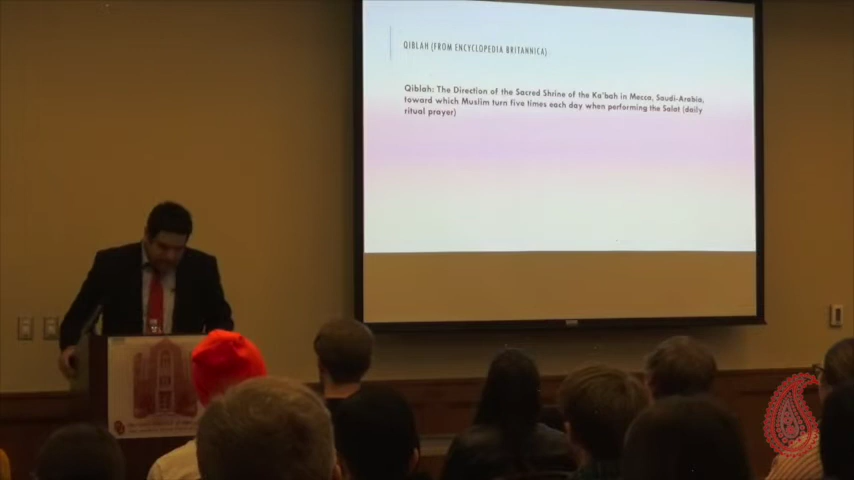 QIBLAH (FROM ENCYCLOPEDIA BRITANNICA)
Qiblah: The Direction of the Sacred Shrine of the Ka'bah in Mecca, Saudi-Arabia,
toward which Muslim turn five times each day when performing the Salat (daily
ritual prayer)